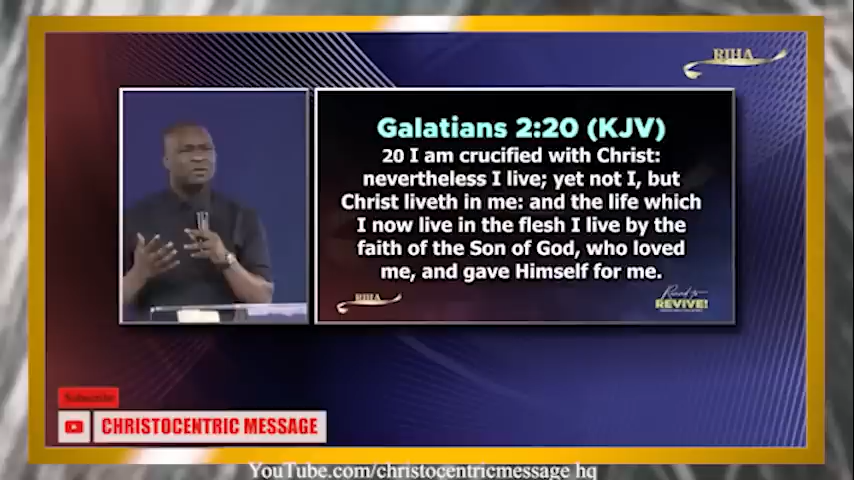 RIHA
Galatians 2:20 (KJV)
20 I am crucified with Christ:
nevertheless I live; yet not I, but
Christ liveth in me: and the life which
I now live in the flesh I live by the
faith of the Son of God, who loved
me, and gave Himself for me.
RIHA
REVIVE!
Subscribe
CHRISTOCENTRIC MESSAGE
YouTube.com/christocentricmessage hq